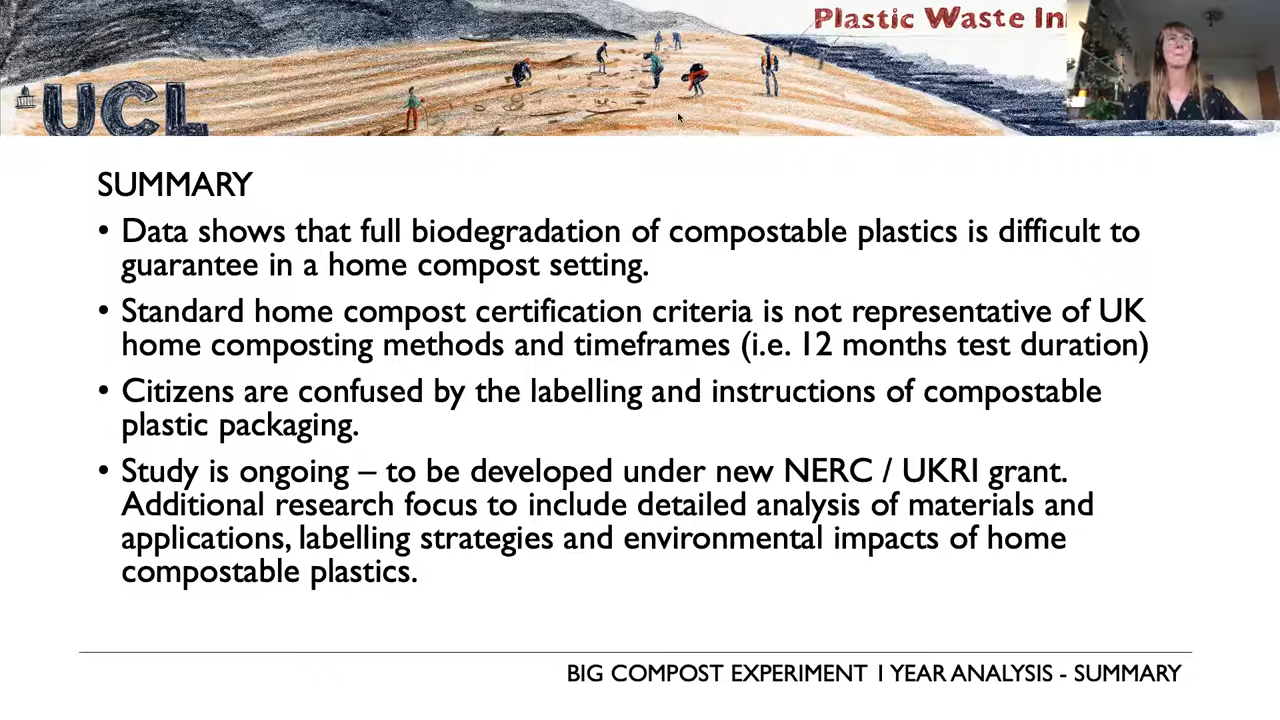 Plastic Waste In
UCL
SUMMARY
• Data shows that full biodegradation of compostable plastics is difficult to
guarantee in a home compost setting.
• Standard home compost certification criteria is not representative of UK
home composting methods and timeframes (i.e. 12 months test duration)
• Citizens are confused by the labelling and instructions of compostable
plastic packaging.
• Study is ongoing – to be developed under new NERC / UKRI grant.
Additional research focus to include detailed analysis of materials and
applications, labelling strategies and environmental impacts of home
compostable plastics.
BIG COMPOST EXPERIMENT 1 YEAR ANALYSIS - SUMMARY